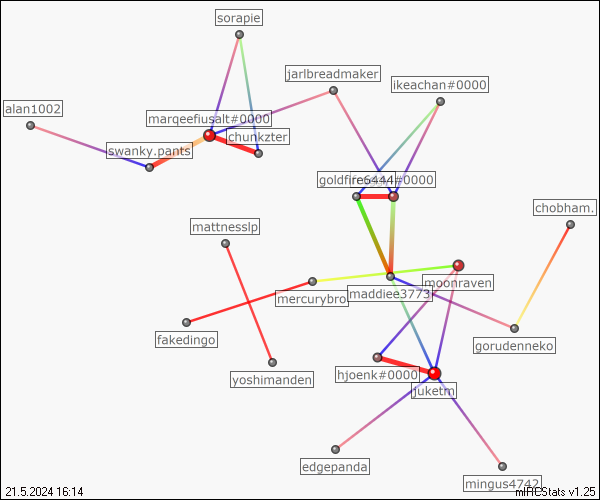 sorapie
jarlbreadmaker
ikeachan#0000
alan1002
marqeefiusalt#0000
chunkzter
swanky.pants
#0000
chobham.
mattnesslp
moonraven
maddiee3773
mercurybro
fakedingo
gorudenneko
yoshimanden
hjoenk#0000
juketm
edgepanda
mingus4742
21.5.2024 16:14
mIRCStats v1.25